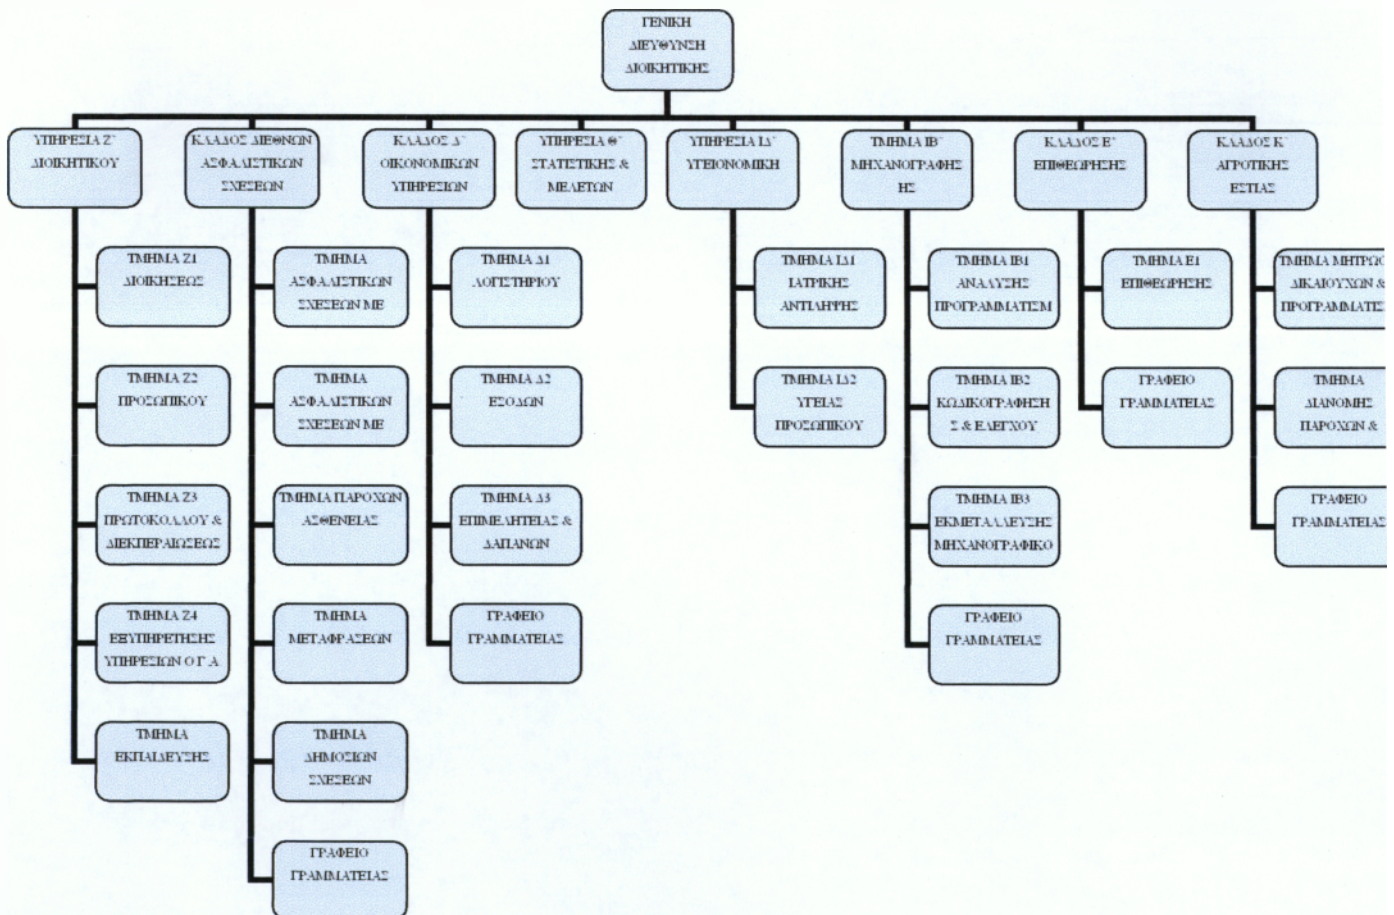 ΓΕΝΙΚΗ
ΔΙΕΥΘΥΝΣΗ
ΔΙΟΙΚΗΤΙΚΗΣ
ΥΠΗΡΕΣΙΑ Ζ΄
ΔΙΟΙΚΗΤΙΚΟΥ
ΚΛΑΔΟΣ ΔΙΕΘΝΩΝ
ΑΣΦΑΛΙΣΤΙΚΩΝ
ΣΧΕΣΕΩΝ
ΚΛΑΔΟΣ Δ΄
ΟΙΚΟΝΟΜΙΚΩΝ
ΥΠΗΡΕΣΙΩΝ
ΥΠΗΡΕΣΙΑ Θ΄
ΣΤΑΤΙΣΤΙΚΗΣ &
ΜΕΛΕΤΩΝ
ΥΠΗΡΕΣΙΑ ΙΔ΄
ΥΓΕΙΟΝΟΜΙΚΗ
ΤΜΗΜΑ ΙΒ΄
ΜΗΧΑΝΟΓΡΑΦΗΣ
ΗΣ
ΚΛΑΔΟΣ Ε΄
ΕΠΙΘΕΩΡΗΣΗΣ
ΚΛΑΔΟΣ Κ΄
ΑΓΡΟΤΙΚΗΣ
ΕΣΤΙΑΣ
ΤΜΗΜΑ Ζ1
ΔΙΟΙΚΗΣΕΩΣ
ΤΜΗΜΑ Ζ2
ΠΡΟΣΩΠΙΚΟΥ
ΤΜΗΜΑ Ζ3
ΠΡΩΤΟΚΟΛΛΟΥ &
ΔΙΕΚΠΕΡΑΙΩΣΕΩΣ
ΤΜΗΜΑ Ζ4
ΕΞΥΠΗΡΕΤΗΣΗΣ
ΥΠΗΡΕΣΙΩΝ Ο.Γ.Α.
ΤΜΗΜΑ
ΕΚΠΑΙΔΕΥΣΗΣ
ΤΜΗΜΑ
ΑΣΦΑΛΙΣΤΙΚΩΝ
ΣΧΕΣΕΩΝ ΜΕ
ΤΜΗΜΑ
ΑΣΦΑΛΙΣΤΙΚΩΝ
ΣΧΕΣΕΩΝ ΜΕ
ΤΜΗΜΑ ΠΑΡΟΧΩΝ
ΑΣΘΕΝΕΙΑΣ
ΤΜΗΜΑ
ΜΕΤΑΦΡΑΣΕΩΝ
ΤΜΗΜΑ
ΔΗΜΟΣΙΩΝ
ΣΧΕΣΕΩΝ
ΓΡΑΦΕΙΟ
ΓΡΑΜΜΑΤΕΙΑΣ
ΤΜΗΜΑ Δ1
ΛΟΓΙΣΤΗΡΙΟΥ
ΤΜΗΜΑ Δ2
ΕΣΟΔΩΝ
ΤΜΗΜΑ Δ3
ΕΠΙΜΕΛΗΤΕΙΑΣ &
ΔΑΠΑΝΩΝ
ΓΡΑΦΕΙΟ
ΓΡΑΜΜΑΤΕΙΑΣ
ΤΜΗΜΑ ΙΔ1
ΙΑΤΡΙΚΗΣ
ΑΝΤΙΛΗΨΗΣ
ΤΜΗΜΑ ΙΔ2
ΥΓΕΙΑΣ
ΠΡΟΣΩΠΙΚΟΥ
ΤΜΗΜΑ ΙΒ1
ΑΝΑΛΥΣΗΣ
ΠΡΟΓΡΑΜΜΑΤΙΣΜ
ΤΜΗΜΑ ΙΒ2
ΚΩΔΙΚΟΓΡΑΦΗΣΗ
Σ & ΕΛΕΓΧΟΥ
ΤΜΗΜΑ ΙΒ3
ΕΚΜΕΤΑΛΛΕΥΣΗΣ
ΜΗΧΑΝΟΓΡΑΦΙΚΟ
ΓΡΑΦΕΙΟ
ΓΡΑΜΜΑΤΕΙΑΣ
ΤΜΗΜΑ Ε1
ΕΠΙΘΕΩΡΗΣΗΣ
ΓΡΑΦΕΙΟ
ΓΡΑΜΜΑΤΕΙΑΣ
ΤΜΗΜΑ ΜΗΤΡΩΟ
ΔΙΚΑΙΟΥΧΩΝ &
ΠΡΟΓΡΑΜΜΑΤΙΣ
ΤΜΗΜΑ
ΔΙΑΝΟΜΗΣ
ΠΑΡΟΧΩΝ &
ΓΡΑΦΕΙΟ
ΓΡΑΜΜΑΤΕΙΑΣ